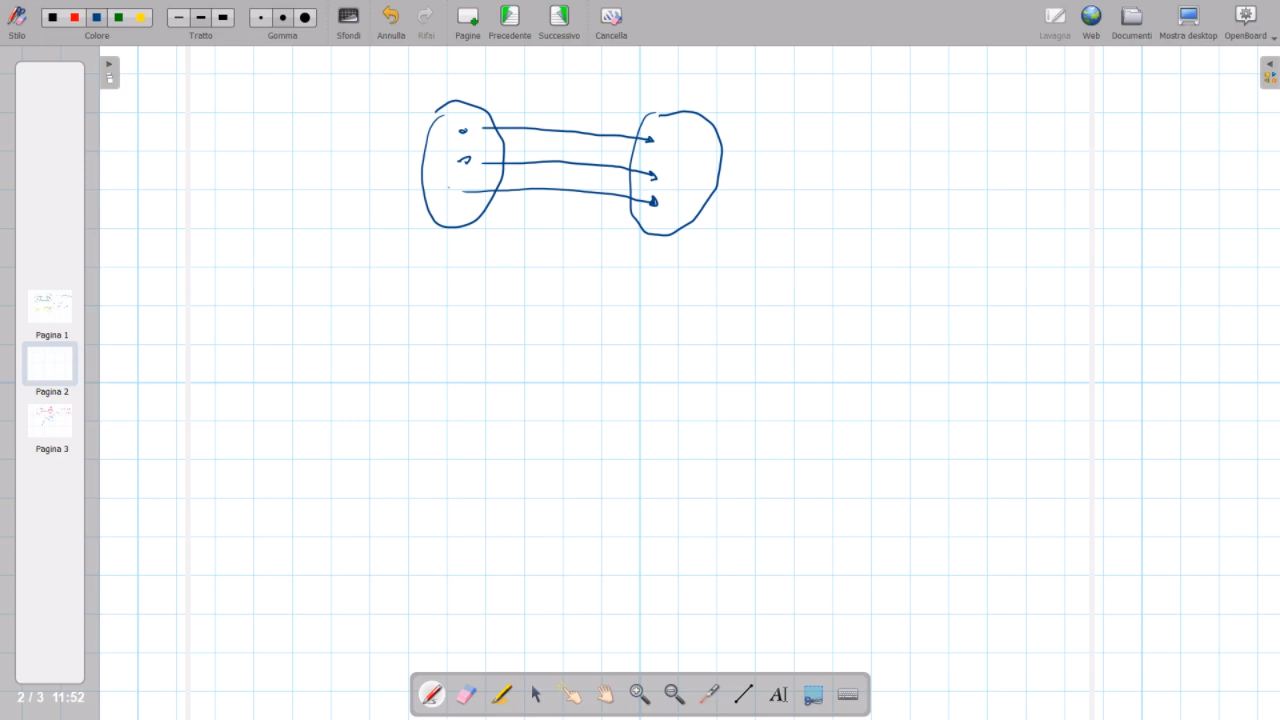 Stilo
Colore
Tratto
Gomma
Sfondi
Annulla
Rifai
Pagine
Precedente
Successivo
Cancella
Lavagna
Web
Documenti
Mostra desktop
OpenBoard
Pagina 1
Pagina 2
Pagina 3
2 / 3 11:52
AI